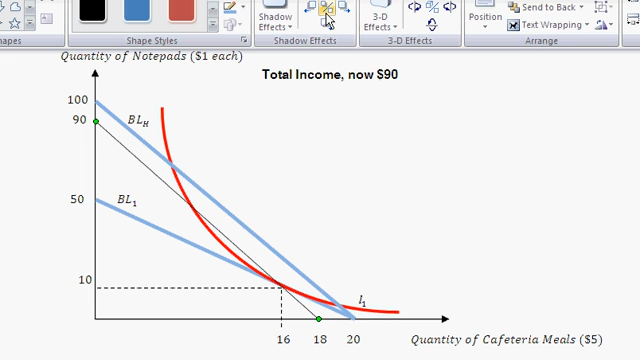 Shadow
Effects
3-D
Effects
Position
Send to Back
Text Wrapping
Shape Styles
Shadow Effects
3-D Effects
Arrange
Quantity of Notepads ($1 each)
Total Income, now $90
100
90
BL_H
50
BL_1
10
l_1
16 18 20
Quantity of Cafeteria Meals ($5)